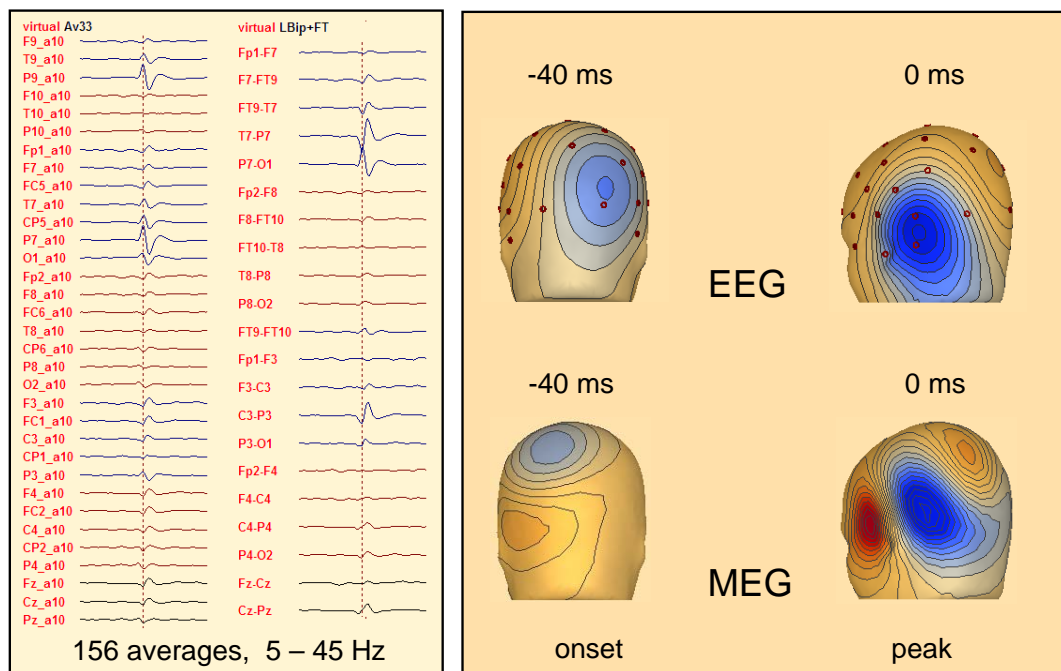 virtual Av33
F9_a10
T9_a10
P9_a10
F10_a10
T10_a10
P10_a10
Fp1_a10
F7_a10
FC5_a10
T7_a10
CP5_a10
P7_a10
O1_a10
Fp2_a10
F8_a10
FC6_a10
T8_a10
CP6_a10
P8_a10
O2_a10
F3_a10
FC1_a10
C3_a10
CP1_a10
P3_a10
F4_a10
FC2_a10
C4_a10
CP2_a10
P4_a10
Fz_a10
Cz_a10
Pz_a10
virtual LBip+FT
Fp1-F7
F7-FT9
FT9-T7
T7-P7
P7-O1
Fp2-F8
F8-FT10
FT10-T8
T8-P8
P8-O2
FT9-FT10
Fp1-F3
F3-C3
C3-P3
P3-O1
Fp2-F4
F4-C4
C4-P4
P4-O2
Fz-Cz
Cz-Pz
156 averages, 5 – 45 Hz
-40 ms
0 ms
EEG
-40 ms
0 ms
MEG
onset
peak